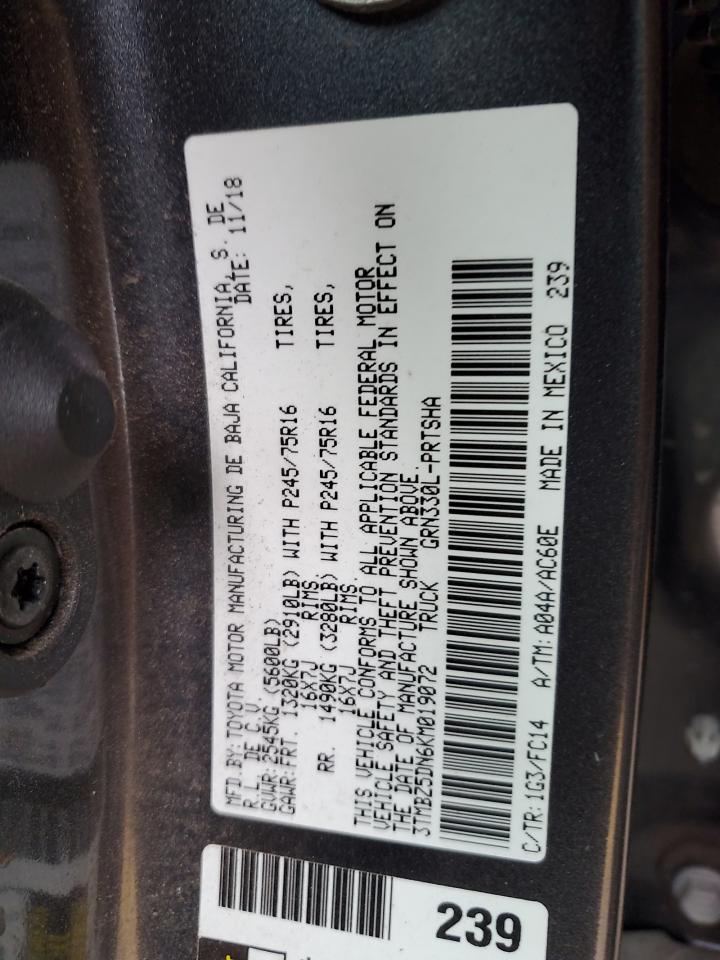 MFD.BY: TOYOTA MOTOR MANUFACTURING DE BAJA CALIFORNIA, S. DE
R.L. DE C.V. DATE: 11/18
GVWR: 2545KG (5600LB)
GAWR: FRT. 1320KG (2910LB) WITH P245/75R16 TIRES,
16X7J RIMS.
RR. 1490KG (3280LB) WITH P245/75R16 TIRES,
16X7J RIMS.
THIS VEHICLE CONFORMS TO ALL APPLICABLE FEDERAL MOTOR
VEHICLE SAFETY AND THEFT PREVENTION STANDARDS IN EFFECT ON
THE DATE OF MANUFACTURE SHOWN ABOVE.
3TMBZ5DN6KM019072 TRUCK GRN330L-PRTSHA
C/TR: 1G3/FC14 A/TM: A04A/AC60E MADE IN MEXICO 239
239